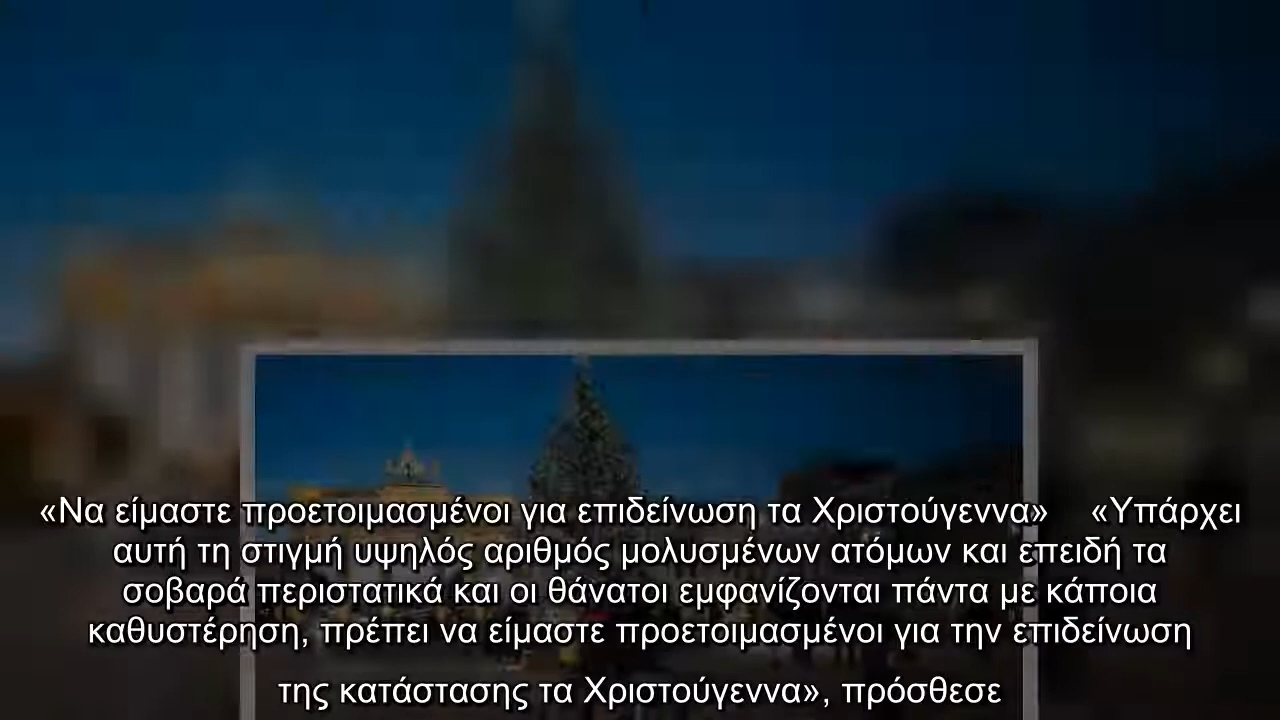 «Να είμαστε προετοιμασμένοι για επιδείνωση τα Χριστούγεννα» «Υπάρχει
αυτή τη στιγμή υψηλός αριθμός μολυσμένων ατόμων και επειδή τα
σοβαρά περιστατικά και οι θάνατοι εμφανίζονται πάντα με κάποια
καθυστέρηση, πρέπει να είμαστε προετοιμασμένοι για την επιδείνωση
της κατάστασης τα Χριστούγεννα», πρόσθεσε